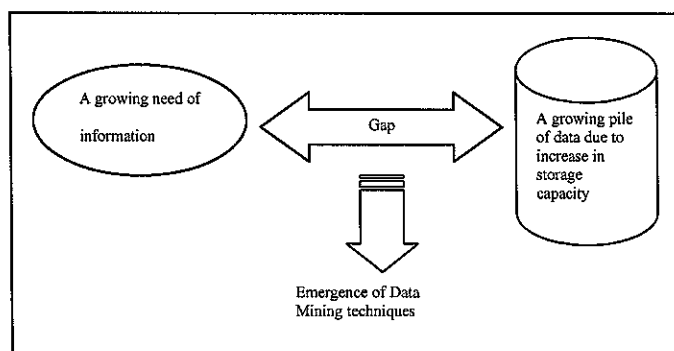 A growing need of
information
Gap
A growing pile
of data due to
increase in
storage
capacity
Emergence of Data
Mining techniques